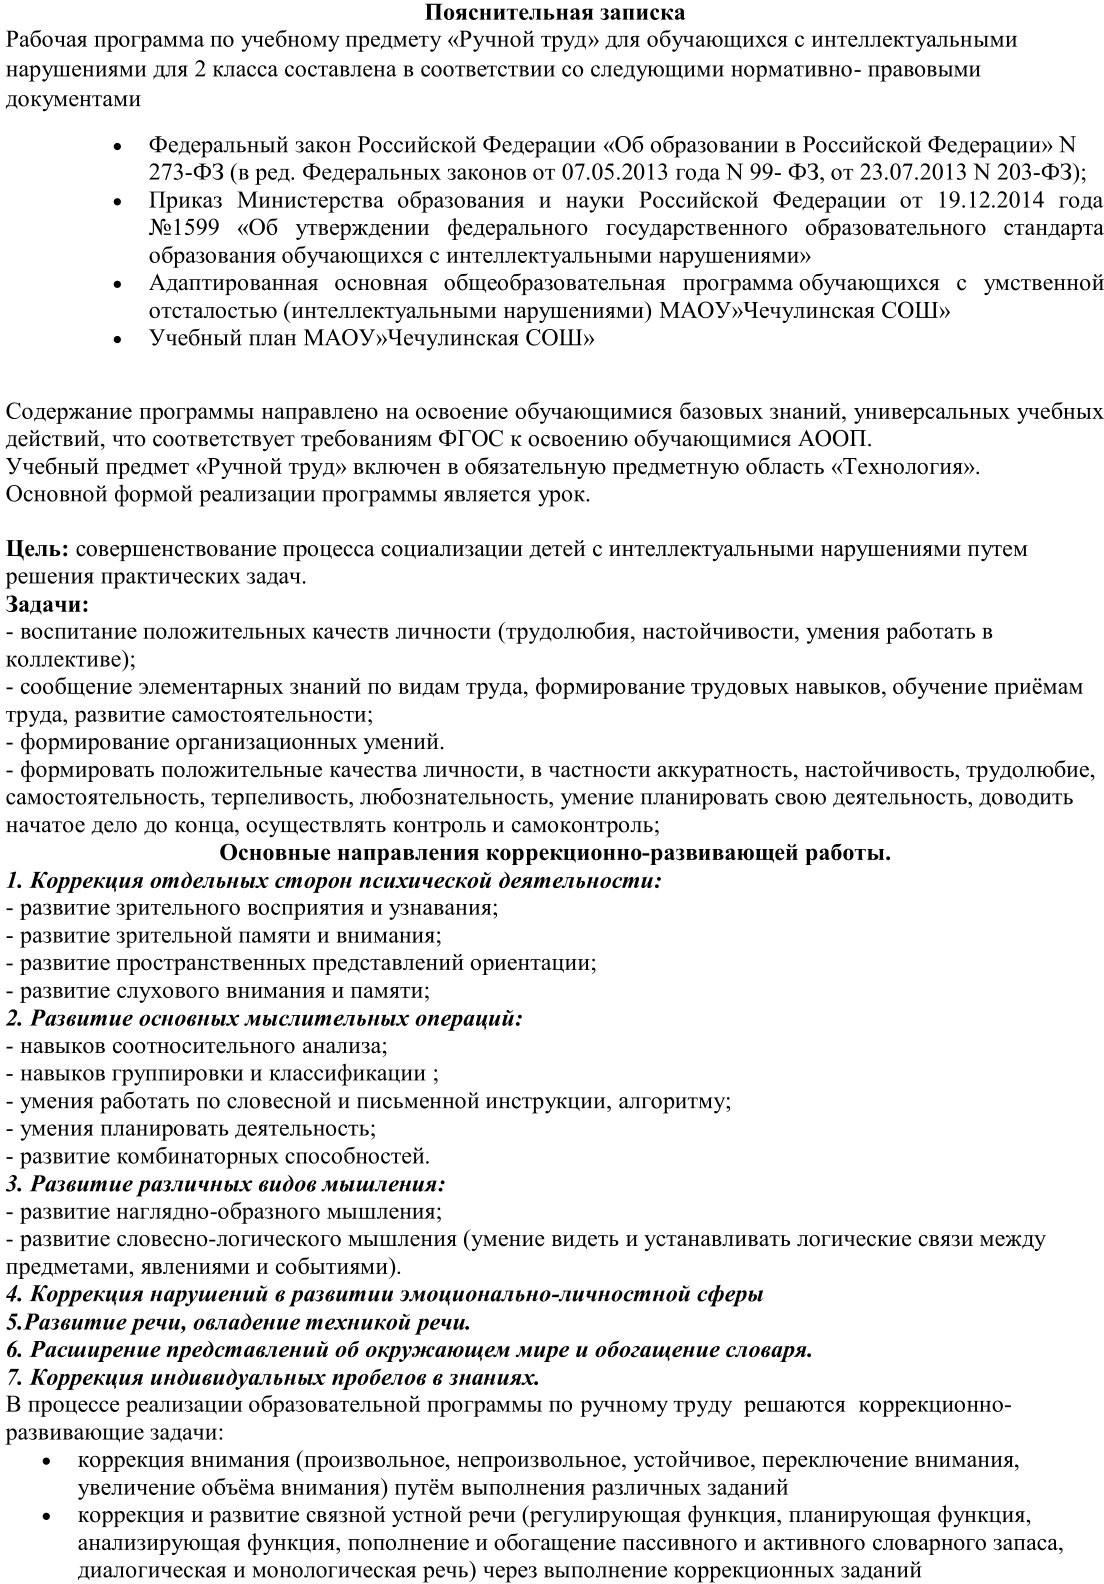 Пояснительная записка
Рабочая программа по учебному предмету «Ручной труд» для обучающихся с интеллектуальными
нарушениями для 2 класса составлена в соответствии со следующими нормативно- правовыми
документами
• Федеральный закон Российской Федерации «Об образовании в Российской Федерации» N
273-ФЗ (в ред. Федеральных законов от 07.05.2013 года N 99- ФЗ, от 23.07.2013 N 203-ФЗ);
• Приказ Министерства образования и науки Российской Федерации от 19.12.2014 года
№1599 «Об утверждении федерального государственного образовательного стандарта
образования обучающихся с интеллектуальными нарушениями»
• Адаптированная основная общеобразовательная программа обучающихся с умственной
отсталостью (интеллектуальными нарушениями) МАОУ»Чечулинская СОШ»
• Учебный план МАОУ»Чечулинская СОШ»
Содержание программы направлено на освоение обучающимися базовых знаний, универсальных учебных
действий, что соответствует требованиям ФГОС к освоению обучающимися АООП.
Учебный предмет «Ручной труд» включен в обязательную предметную область «Технология».
Основной формой реализации программы является урок.
Цель: совершенствование процесса социализации детей с интеллектуальными нарушениями путем
решения практических задач.
Задачи:
- воспитание положительных качеств личности (трудолюбия, настойчивости, умения работать в
коллективе);
- сообщение элементарных знаний по видам труда, формирование трудовых навыков, обучение приёмам
труда, развитие самостоятельности;
- формирование организационных умений.
- формировать положительные качества личности, в частности аккуратность, настойчивость, трудолюбие,
самостоятельность, терпеливость, любознательность, умение планировать свою деятельность, доводить
начатое дело до конца, осуществлять контроль и самоконтроль;
Основные направления коррекционно-развивающей работы.
1. Коррекция отдельных сторон психической деятельности:
- развитие зрительного восприятия и узнавания;
- развитие зрительной памяти и внимания;
- развитие пространственных представлений ориентации;
- развитие слухового внимания и памяти;
2. Развитие основных мыслительных операций:
- навыков соотносительного анализа;
- навыков группировки и классификации ;
- умения работать по словесной и письменной инструкции, алгоритму;
- умения планировать деятельность;
- развитие комбинаторных способностей.
3. Развитие различных видов мышления:
- развитие наглядно-образного мышления;
- развитие словесно-логического мышления (умение видеть и устанавливать логические связи между
предметами, явлениями и событиями).
4. Коррекция нарушений в развитии эмоционально-личностной сферы
5.Развитие речи, овладение техникой речи.
6. Расширение представлений об окружающем мире и обогащение словаря.
7. Коррекция индивидуальных пробелов в знаниях.
В процессе реализации образовательной программы по ручному труду решаются коррекционно-
развивающие задачи:
• коррекция внимания (произвольное, непроизвольное, устойчивое, переключение внимания,
увеличение объёма внимания) путём выполнения различных заданий
• коррекция и развитие связной устной речи (регулирующая функция, планирующая функция,
анализирующая функция, пополнение и обогащение пассивного и активного словарного запаса,
диалогическая и монологическая речь) через выполнение коррекционных заданий